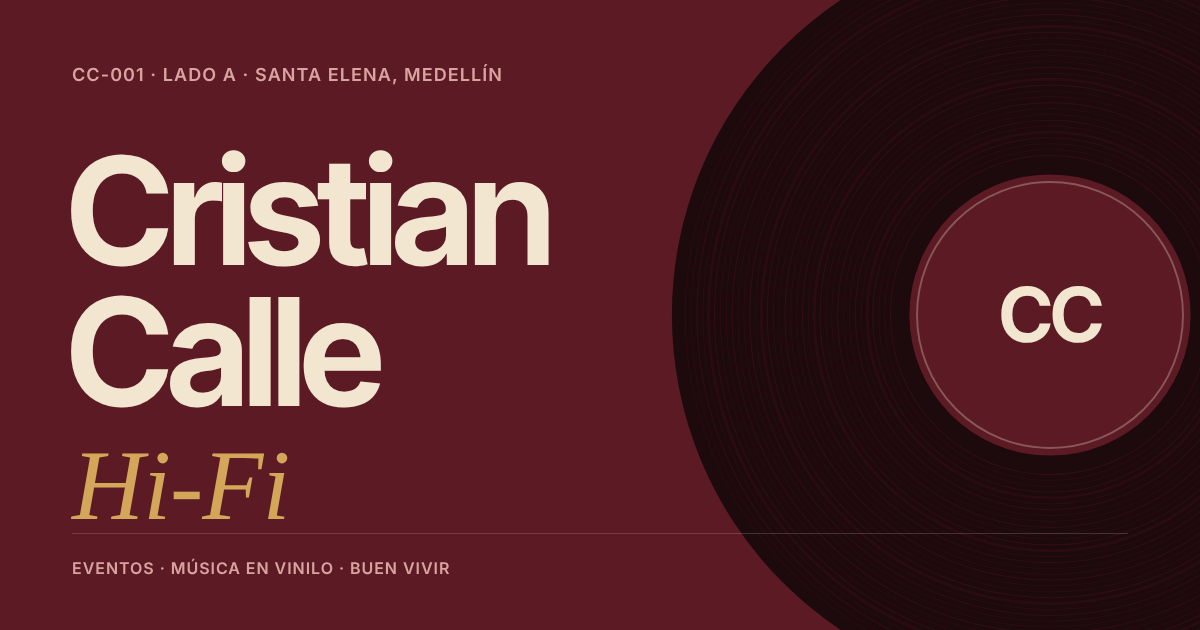 CC-001 · LADO A · SANTA ELENA, MEDELLÍN
Cristian
Calle
CC
Hi-Fi
EVENTOS · MÚSICA EN VINILO · BUEN VIVIR